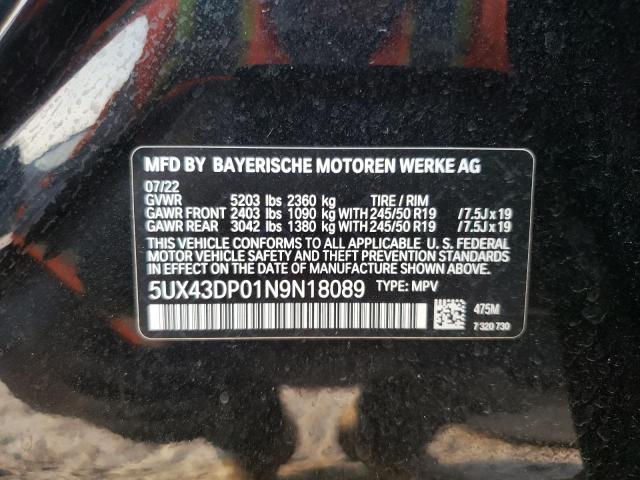 MFD BY BAYERISCHE MOTOREN WERKE AG
07/22
GVWR 5203 lbs 2360 kg TIRE / RIM
GAWR FRONT 2403 lbs 1090 kg WITH 245/50 R19 / 7.5J x 19
GAWR REAR 3042 lbs 1380 kg WITH 245/50 R19 / 7.5J x 19
THIS VEHICLE CONFORMS TO ALL APPLICABLE U. S. FEDERAL
MOTOR VEHICLE SAFETY AND THEFT PREVENTION
STANDARDS IN EFFECT ON THE DATE OF MANUFACTURE SHOWN ABOVE.
5UX43DP01N9N18089 TYPE: MPV
475M
7 320 730